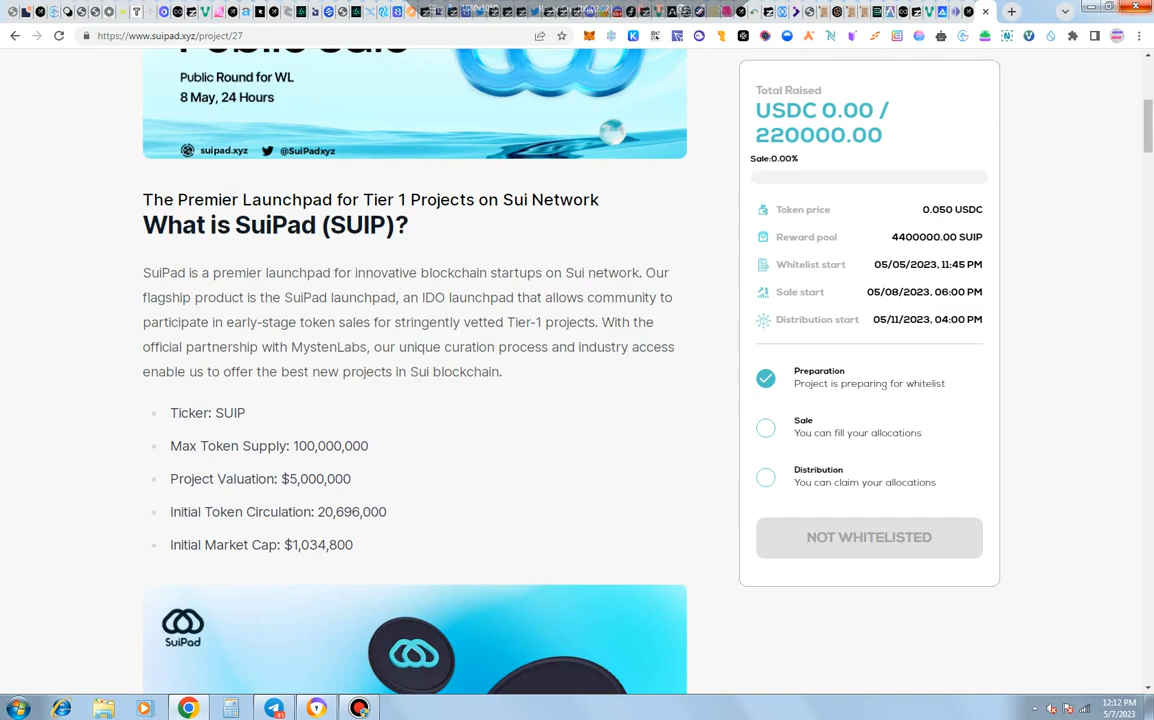 https://www.suipad.xyz/project/27
Public Sale
Public Round for WL
8 May, 24 Hours
suipad.xyz @SuiPadxyz
The Premier Launchpad for Tier 1 Projects on Sui Network
What is SuiPad (SUIP)?
SuiPad is a premier launchpad for innovative blockchain startups on Sui network. Our
flagship product is the SuiPad launchpad, an IDO launchpad that allows community to
participate in early-stage token sales for stringently vetted Tier-1 projects. With the
official partnership with MystenLabs, our unique curation process and industry access
enable us to offer the best new projects in Sui blockchain.
Ticker: SUIP
Max Token Supply: 100,000,000
Project Valuation: $5,000,000
Initial Token Circulation: 20,696,000
Initial Market Cap: $1,034,800
SuiPad
Total Raised
USDC 0.00 /
220000.00
Sale:0.00%
Token price 0.050 USDC
Reward pool 4400000.00 SUIP
Whitelist start 05/05/2023, 11:45 PM
Sale start 05/08/2023, 06:00 PM
Distribution start 05/11/2023, 04:00 PM
Preparation
Project is preparing for whitelist
Sale
You can fill your allocations
Distribution
You can claim your allocations
NOT WHITELISTED
12:12 PM
5/7/2023